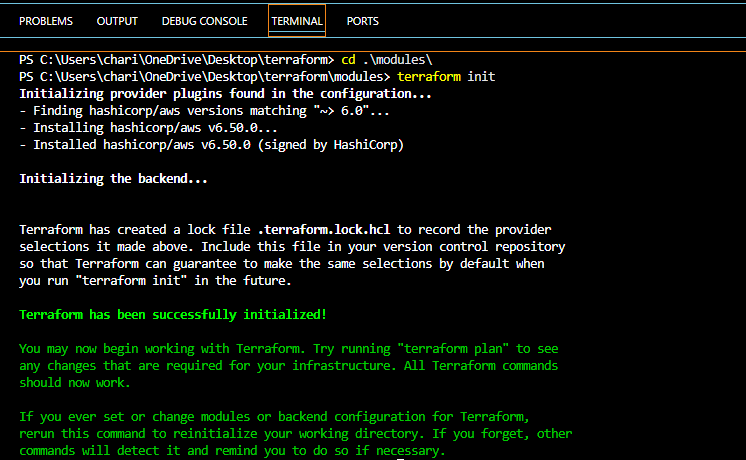 PROBLEMS OUTPUT DEBUG CONSOLE TERMINAL PORTS
PS C:\Users\chari\OneDrive\Desktop\terraform> cd .\modules\
PS C:\Users\chari\OneDrive\Desktop\terraform\modules> terraform init
Initializing provider plugins found in the configuration...
- Finding hashicorp/aws versions matching "~> 6.0"...
- Installing hashicorp/aws v6.50.0...
- Installed hashicorp/aws v6.50.0 (signed by HashiCorp)
Initializing the backend...
Terraform has created a lock file .terraform.lock.hcl to record the provider
selections it made above. Include this file in your version control repository
so that Terraform can guarantee to make the same selections by default when
you run "terraform init" in the future.
Terraform has been successfully initialized!
You may now begin working with Terraform. Try running "terraform plan" to see
any changes that are required for your infrastructure. All Terraform commands
should now work.
If you ever set or change modules or backend configuration for Terraform,
rerun this command to reinitialize your working directory. If you forget, other
commands will detect it and remind you to do so if necessary.